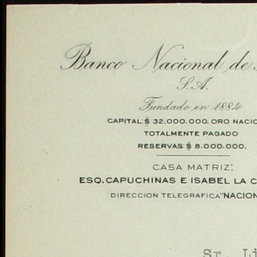 Banco Nacional de
S.A.
Fundado en 1884
CAPITAL: $ 32.000.000, ORO NACIO
TOTALMENTE PAGADO
RESERVAS: $ 8.000.000.
CASA MATRIZ:
ESQ. CAPUCHINAS E ISABEL LA C
DIRECCION TELEGRAFICA "NACION
Sr. Li